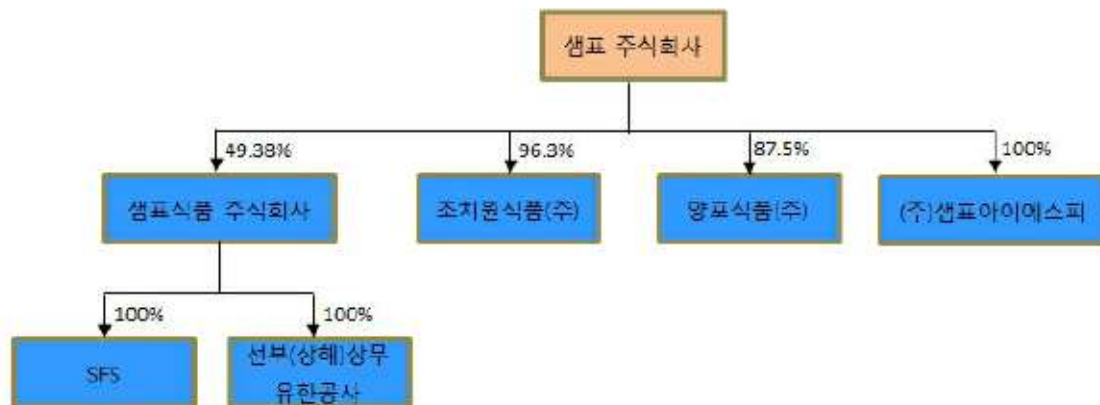 샘표 주식회사
49.38%
96.3%
87.5%
100%
샘표식품 주식회사
조치원식품(주)
양포식품(주)
(주)샘표아이에스피
100%
100%
SFS
선부(상해)상무
유한공사